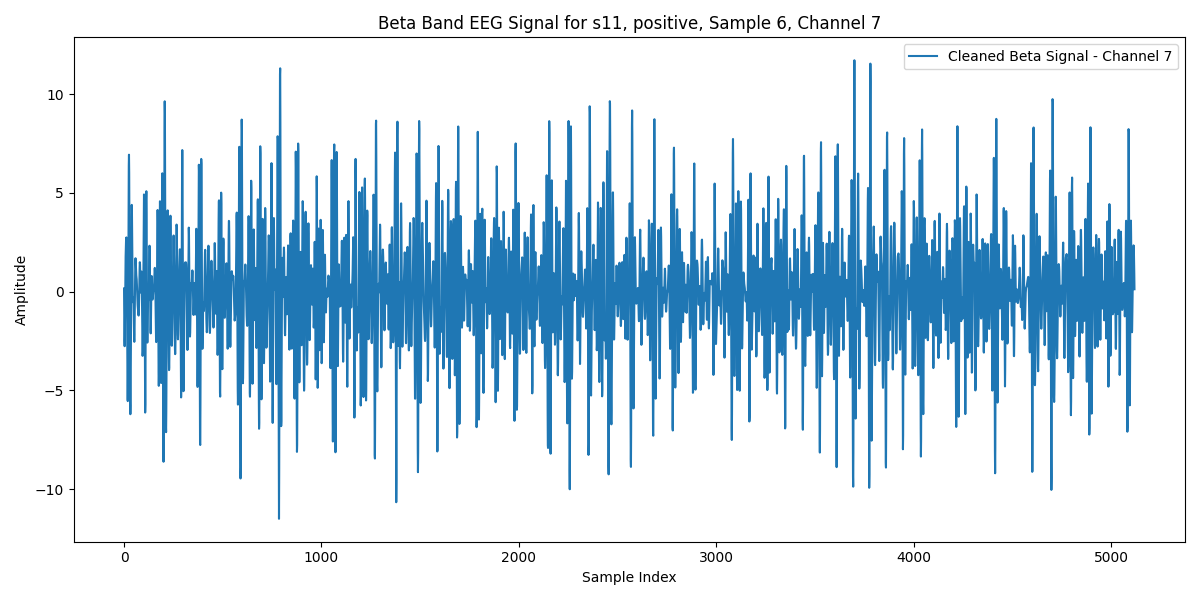 Beta Band EEG Signal for s11, positive, Sample 6, Channel 7
Cleaned Beta Signal - Channel 7
10
5
0
−5
−10
Amplitude
0 1000 2000 3000 4000 5000
Sample Index